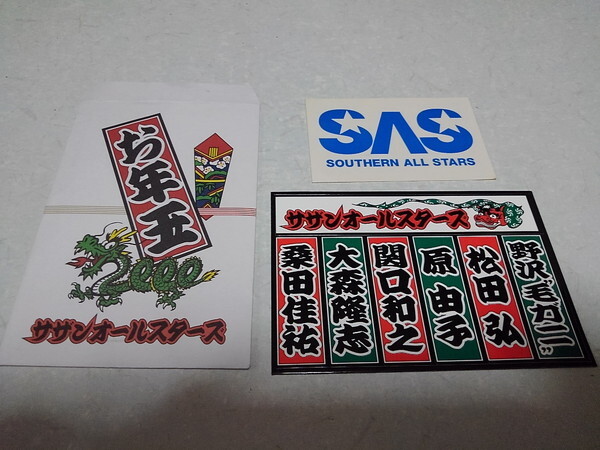 お年玉
2000
サザンオールスターズ
SAS
SOUTHERN ALL STARS
サザンオールスターズ
桑田佳祐
大森隆志
関口和之
原由子
松田弘
野沢“毛ガニ”